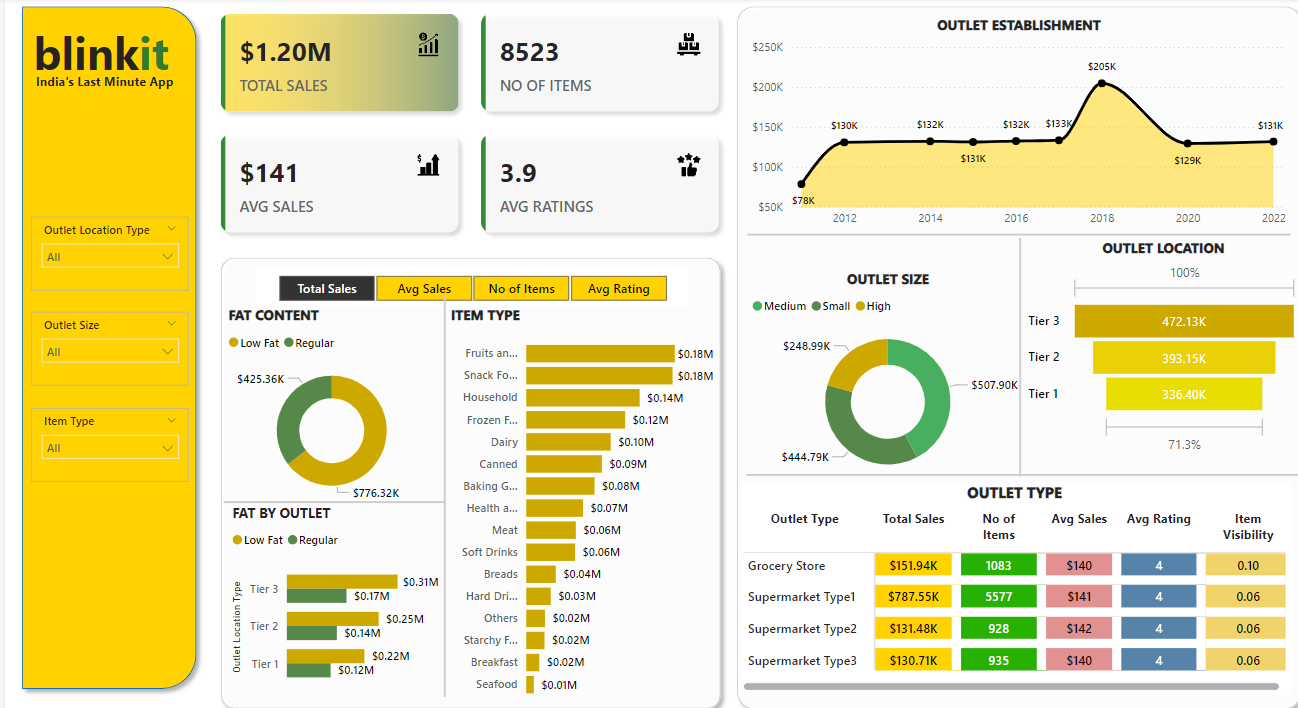 blinkit
India's Last Minute App
Outlet Location Type
All
Outlet Size
All
Item Type
All
$1.20M
TOTAL SALES
8523
NO OF ITEMS
$
$141
AVG SALES
3.9
AVG RATINGS
Total Sales
Avg Sales
No of Items
Avg Rating
FAT CONTENT
Low Fat Regular
$425.36K
$776.32K
FAT BY OUTLET
Low Fat Regular
Outlet Location Type
Tier 3 $0.31M
$0.17M
Tier 2 $0.25M
$0.14M
Tier 1 $0.22M
$0.12M
ITEM TYPE
Fruits an... $0.18M
Snack Fo... $0.18M
Household $0.14M
Frozen F... $0.12M
Dairy $0.10M
Canned $0.09M
Baking G... $0.08M
Health a... $0.07M
Meat $0.06M
Soft Drinks $0.06M
Breads $0.04M
Hard Dri... $0.03M
Others $0.02M
Starchy F... $0.02M
Breakfast $0.02M
Seafood $0.01M
OUTLET ESTABLISHMENT
$250K
$200K
$150K
$100K
$50K
$78K
$130K
$132K
$131K
$132K
$133K
$205K
$129K
$131K
2012 2014 2016 2018 2020 2022
OUTLET SIZE
Medium Small High
$248.99K
$507.90K
$444.79K
OUTLET LOCATION
100%
Tier 3 472.13K
Tier 2 393.15K
Tier 1 336.40K
71.3%
OUTLET TYPE
Outlet Type Total Sales No of Items Avg Sales Avg Rating Item Visibility
Grocery Store $151.94K 1083 $140 4 0.10
Supermarket Type1 $787.55K 5577 $141 4 0.06
Supermarket Type2 $131.48K 928 $142 4 0.06
Supermarket Type3 $130.71K 935 $140 4 0.06